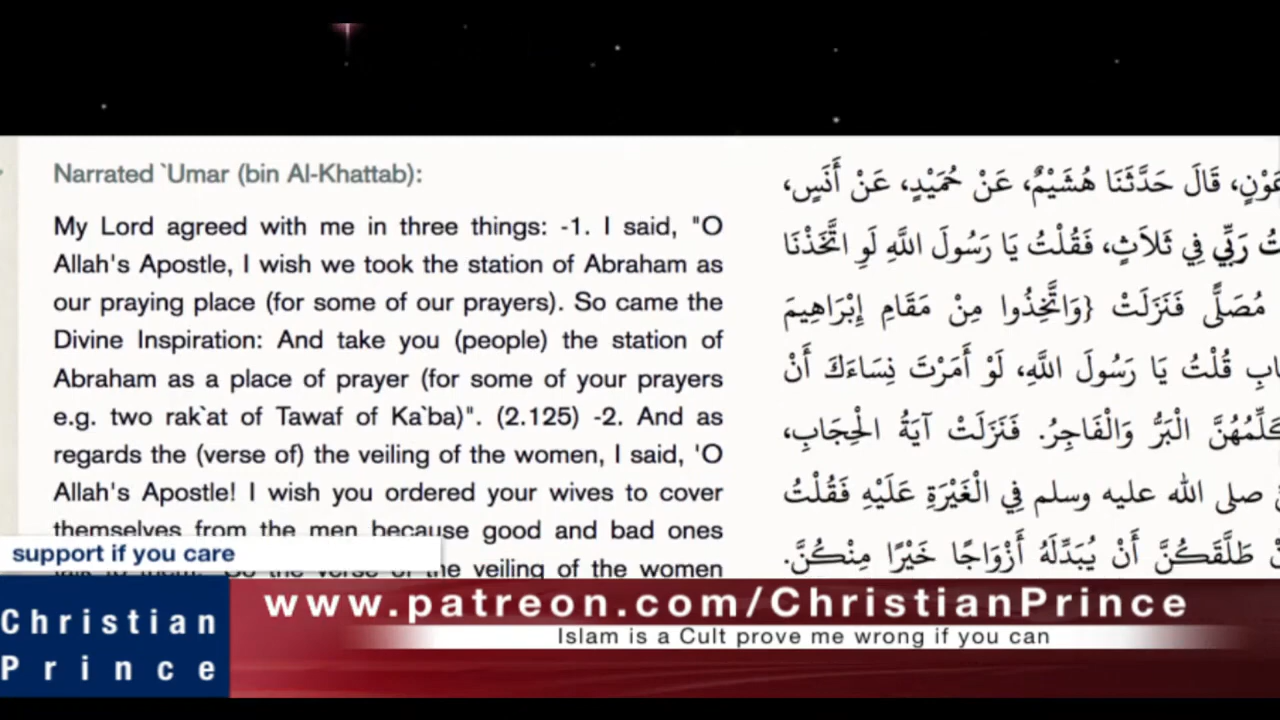 Narrated `Umar (bin Al-Khattab):
My Lord agreed with me in three things: -1. I said, "O
Allah's Apostle, I wish we took the station of Abraham as
our praying place (for some of our prayers). So came the
Divine Inspiration: And take you (people) the station of
Abraham as a place of prayer (for some of your prayers
e.g. two rak`at of Tawaf of Ka`ba)". (2.125) -2. And as
regards the (verse of) the veiling of the women, I said, 'O
Allah's Apostle! I wish you ordered your wives to cover
themselves from the men because good and bad ones
the veiling of the women
قَالَ حَدَّثَنَا هُشَيْمٌ، عَنْ حُمَيْدٍ، عَنْ أَنَسٍ،
رَبِّي فِي ثَلاَثٍ، فَقُلْتُ يَا رَسُولَ اللَّهِ لَوِ اتَّخَذْنَا
مُصَلًّى فَنَزَلَتْ {وَاتَّخِذُوا مِنْ مَقَامِ إِبْرَاهِيمَ
قُلْتُ يَا رَسُولَ اللَّهِ، لَوْ أَمَرْتَ نِسَاءَكَ أَنْ
الْبَرُّ وَالْفَاجِرُ. فَنَزَلَتْ آيَةُ الْحِجَابِ،
صلى الله عليه وسلم فِي الْغَيْرَةِ عَلَيْهِ فَقُلْتُ
طَلَّقَكُنَّ أَنْ يُبَدِّلَهُ أَزْوَاجًا خَيْرًا مِنْكُنَّ.
support if you care
Christian
Prince
www.patreon.com/ChristianPrince
Islam is a Cult prove me wrong if you can